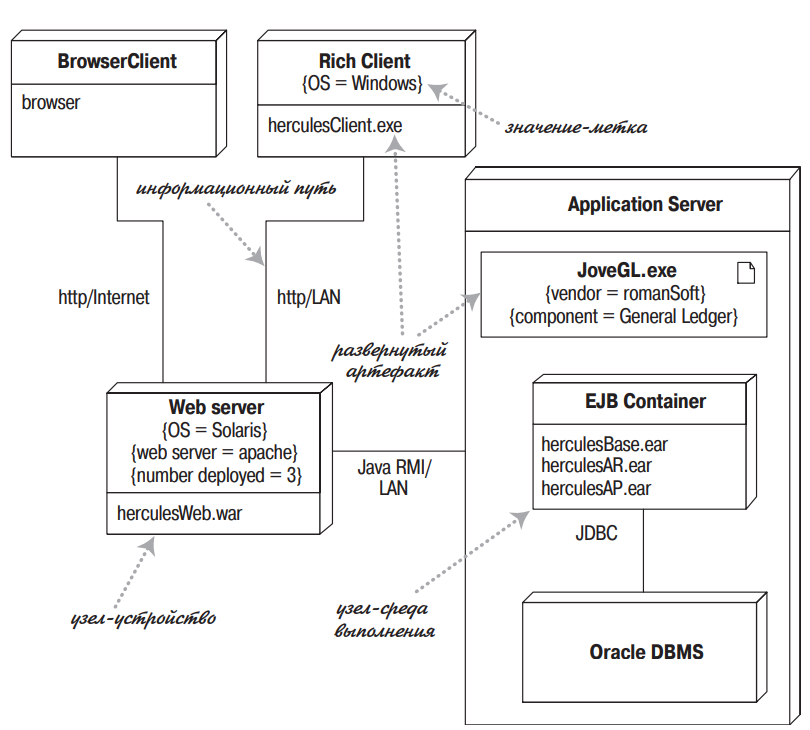 BrowserClient
browser
Rich Client
{OS = Windows}
herculesClient.exe
значение-метка
информационный путь
http/Internet
http/LAN
развернутый
артефакт
Application Server
JoveGL.exe
{vendor = romanSoft}
{component = General Ledger}
Web server
{OS = Solaris}
{web server = apache}
{number deployed = 3}
herculesWeb.war
Java RMI/
LAN
EJB Container
herculesBase.ear
herculesAR.ear
herculesAP.ear
JDBC
узел-устройство
узел-среда
выполнения
Oracle DBMS